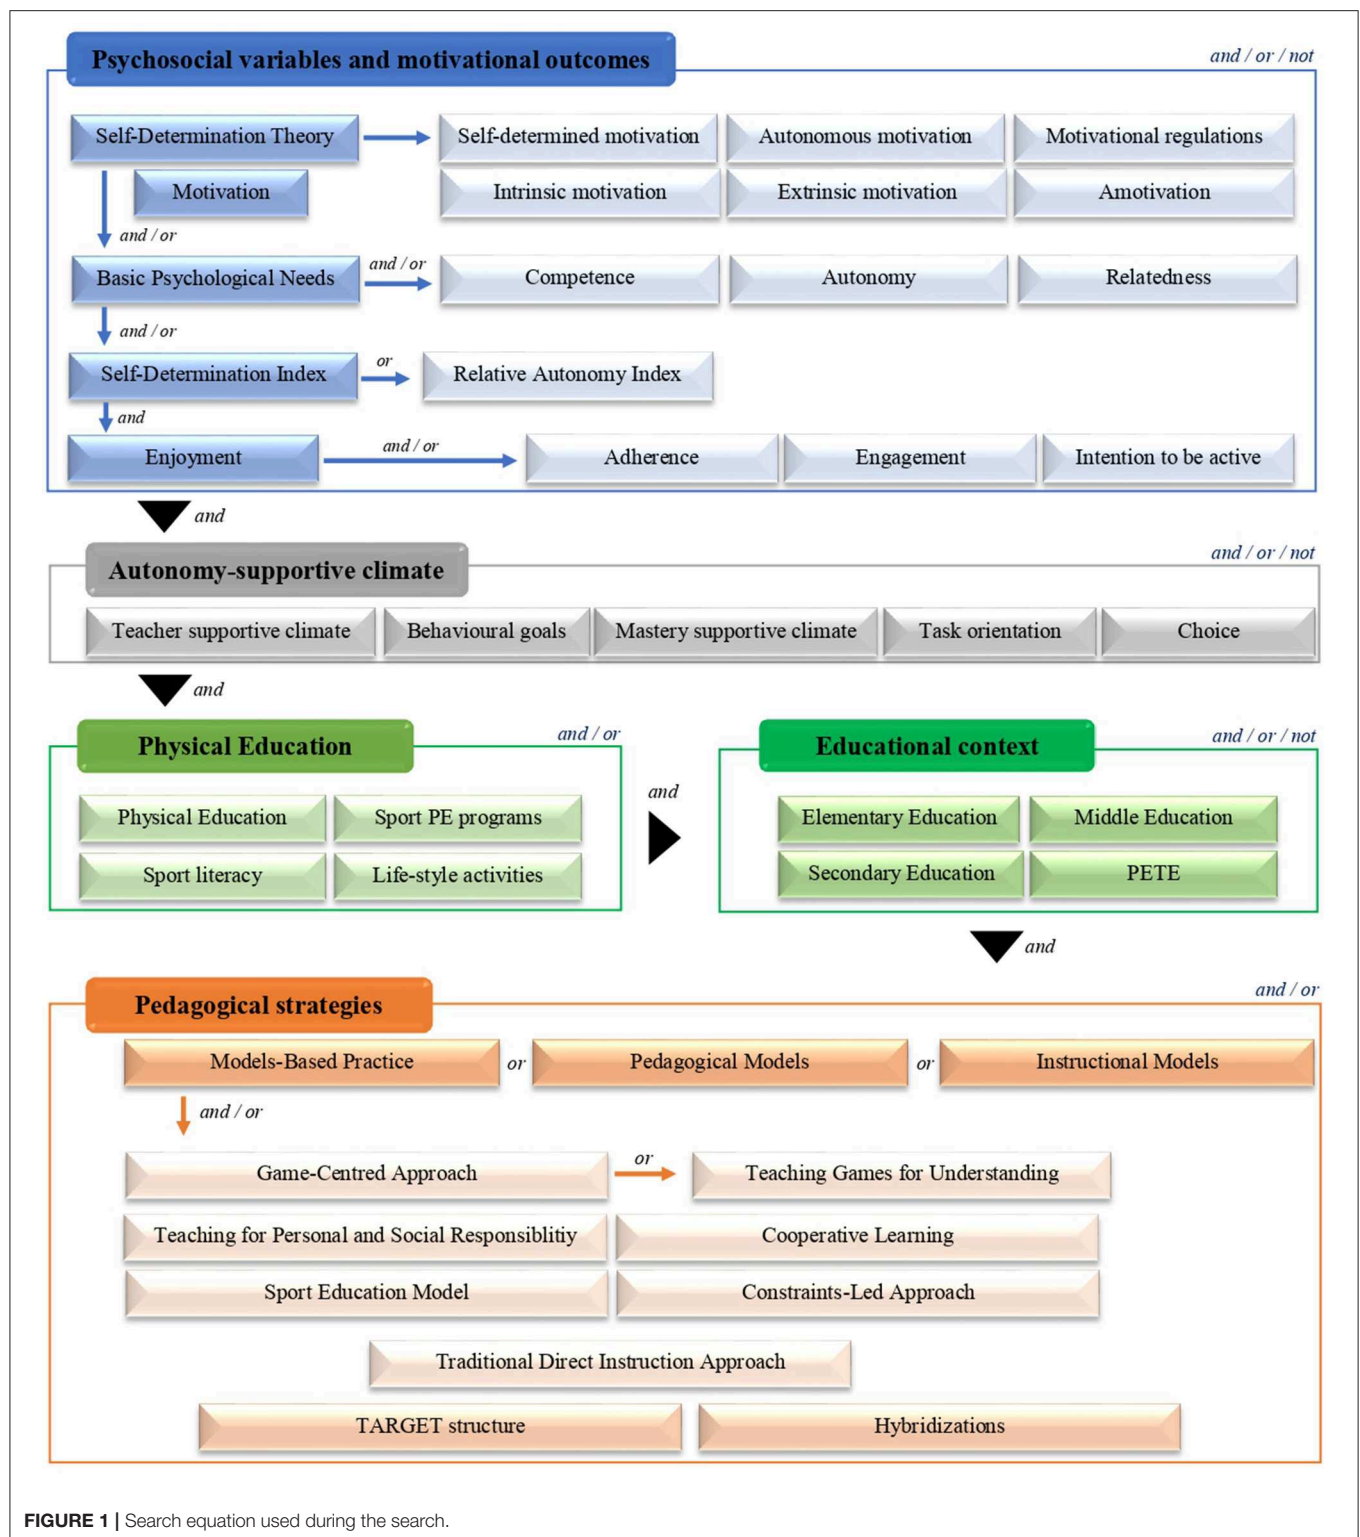 Psychosocial variables and motivational outcomes
and / or / not
Self-Determination Theory
Self-determined motivation
Autonomous motivation
Motivational regulations
Motivation
Intrinsic motivation
Extrinsic motivation
Amotivation
and / or
Basic Psychological Needs
and / or
Competence
Autonomy
Relatedness
and / or
Self-Determination Index
or
Relative Autonomy Index
and
Enjoyment
and / or
Adherence
Engagement
Intention to be active
and
Autonomy-supportive climate
and / or / not
Teacher supportive climate
Behavioural goals
Mastery supportive climate
Task orientation
Choice
and
Physical Education
and / or
Physical Education
Sport PE programs
Sport literacy
Life-style activities
and
Educational context
and / or / not
Elementary Education
Middle Education
Secondary Education
PETE
and
Pedagogical strategies
and / or
Models-Based Practice
or
Pedagogical Models
or
Instructional Models
and / or
Game-Centred Approach
or
Teaching Games for Understanding
Teaching for Personal and Social Responsiblitiy
Cooperative Learning
Sport Education Model
Constraints-Led Approach
Traditional Direct Instruction Approach
TARGET structure
Hybridizations
FIGURE 1 | Search equation used during the search.